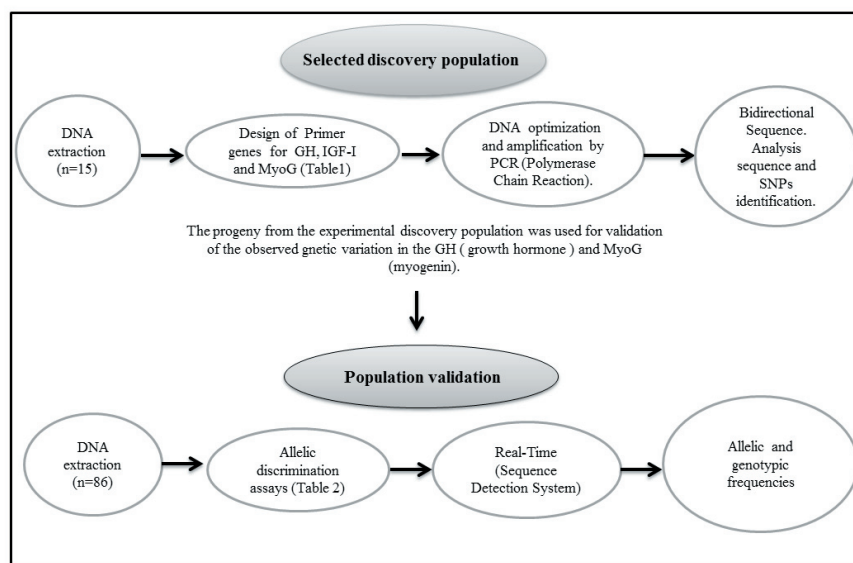 Selected discovery population
DNA
extraction
(n=15)
Design of Primer
genes for GH, IGF-I
and MyoG (Table1)
DNA optimization
and amplification by
PCR (Polymerase
Chain Reaction).
Bidirectional
Sequence.
Analysis
sequence and
SNPs
identification.
The progeny from the experimental discovery population was used for validation
of the observed gnetic variation in the GH ( growth hormone ) and MyoG
(myogenin).
Population validation
DNA
extraction
(n=86)
Allelic
discrimination
assays (Table 2)
Real-Time
(Sequence
Detection System)
Allelic and
genotypic
frequencies